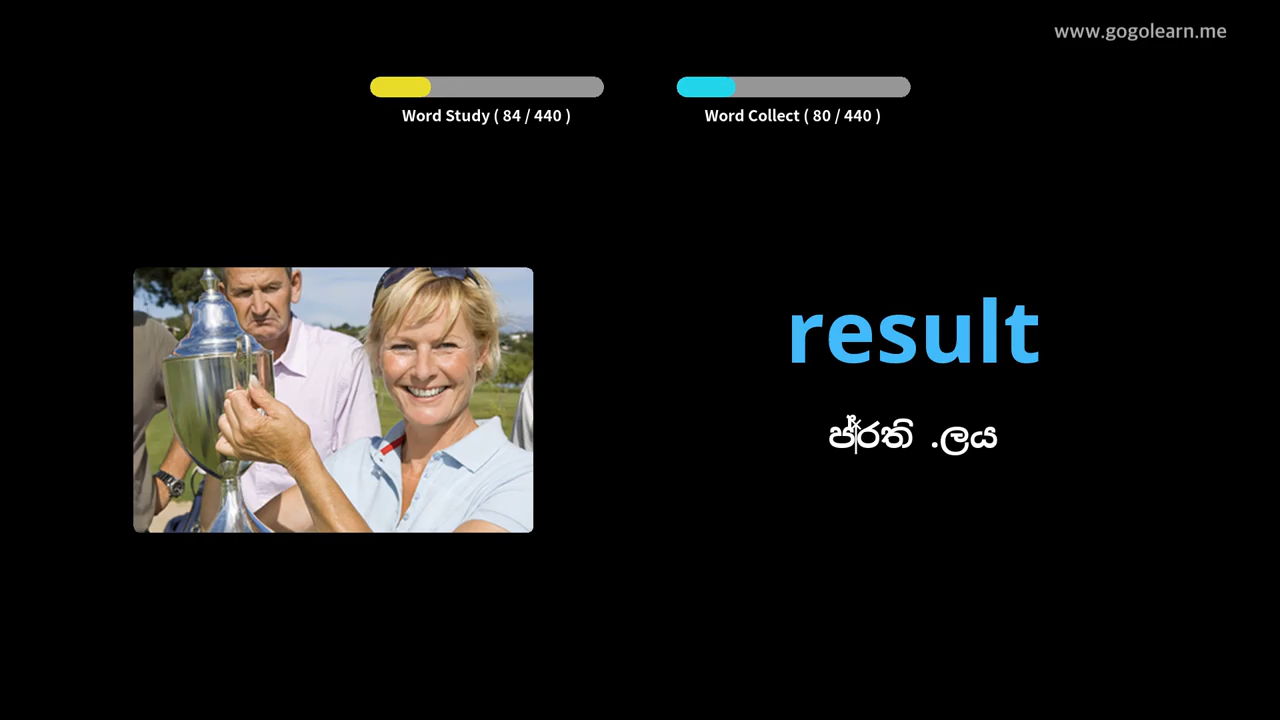 www.gogolearn.me
Word Study ( 84 / 440 )
Word Collect ( 80 / 440 )
result
ප්‍රති .ලය